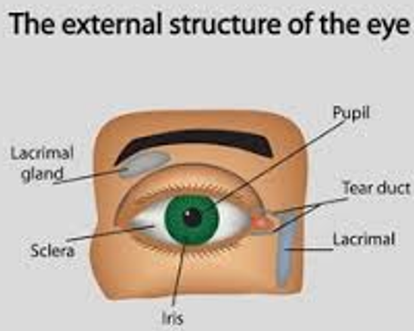 The external structure of the eye
Pupil
Lacrimal
gland
Tear duct
Lacrimal
Sclera
Iris